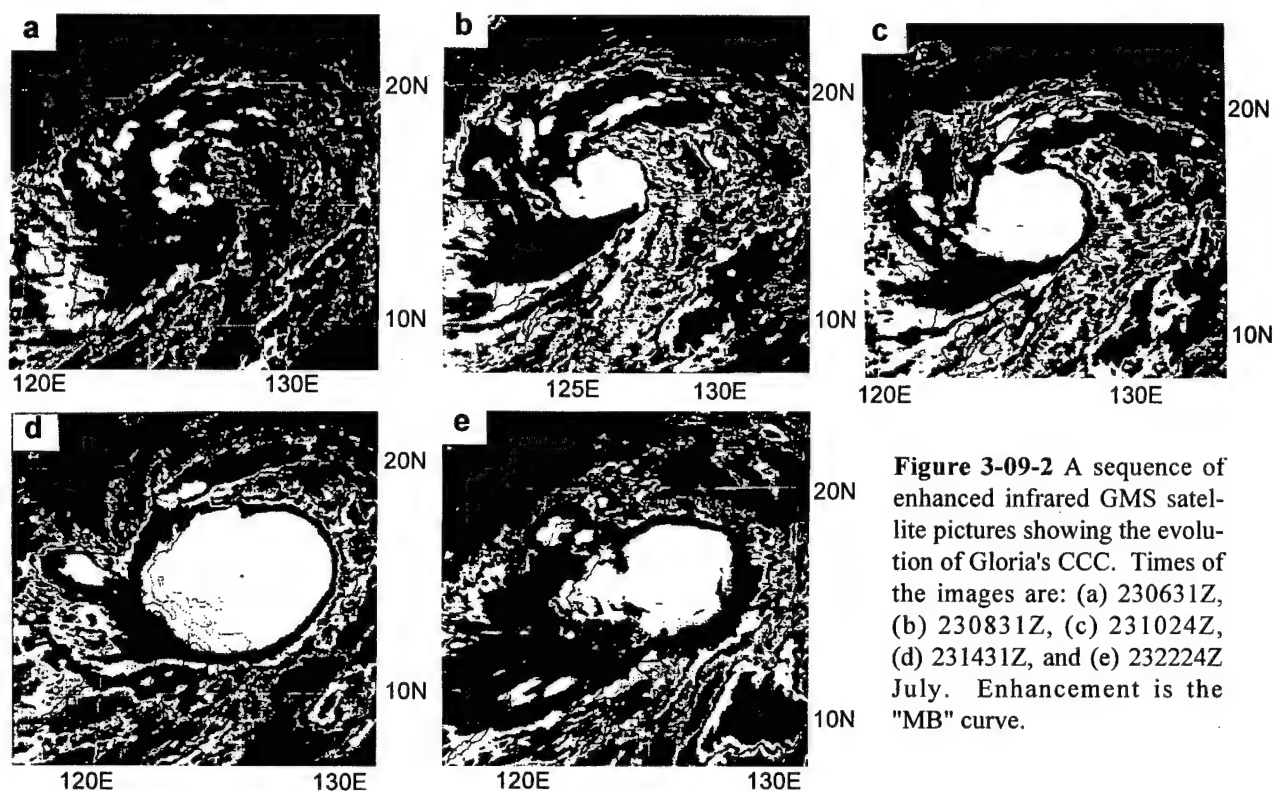 a
20N
10N
120E 130E
b
20N
10N
125E 130E
c
20N
10N
120E 130E
d
20N
10N
120E 130E
e
20N
10N
120E 130E
Figure 3-09-2 A sequence of
enhanced infrared GMS satel-
lite pictures showing the evolu-
tion of Gloria's CCC. Times of
the images are: (a) 230631Z,
(b) 230831Z, (c) 231024Z,
(d) 231431Z, and (e) 232224Z
July. Enhancement is the
"MB" curve.